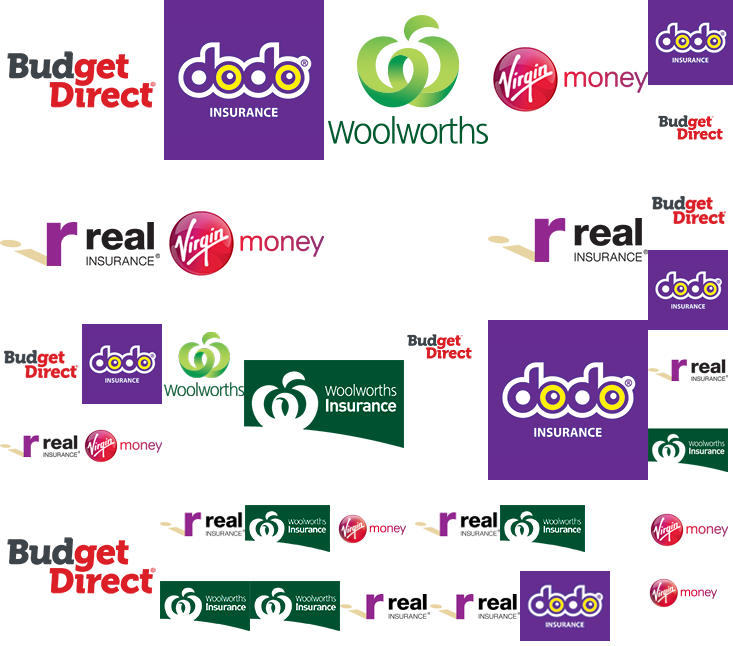 Budget
Direct®
dodo®
INSURANCE
Woolworths
Virgin money
dodo®
INSURANCE
Budget
Direct
r real
INSURANCE®
Virgin money
r real
INSURANCE®
Budget
Direct
dodo®
INSURANCE
Budget
Direct
dodo®
INSURANCE
Woolworths
Woolworths
Insurance
Budget
Direct
dodo®
INSURANCE
r real
INSURANCE®
r real
INSURANCE®
Virgin money
Woolworths
Insurance
Budget
Direct®
r real
INSURANCE®
Woolworths
Insurance
Virgin money
r real
INSURANCE®
Woolworths
Insurance
Virgin money
Woolworths
Insurance
Woolworths
Insurance
r real
INSURANCE®
r real
INSURANCE®
dodo®
INSURANCE
Virgin money